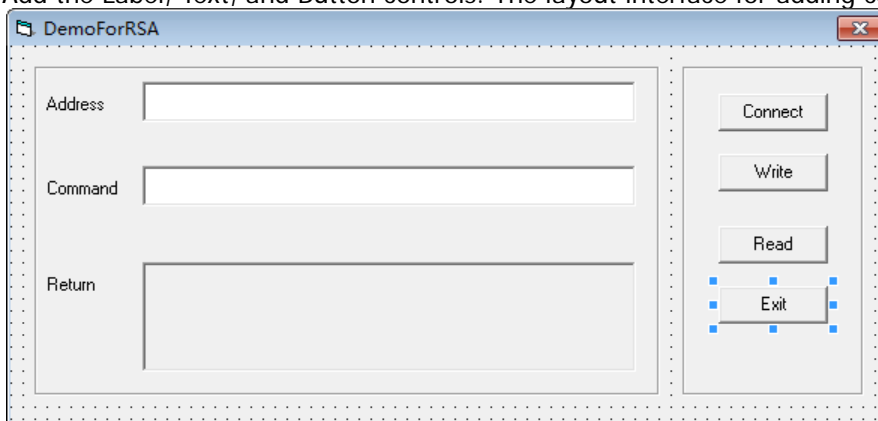 Add the Label, Text, and Button controls. The layout interface for adding
DemoForRSA
Address
Connect
Command
Write
Read
Return
Exit